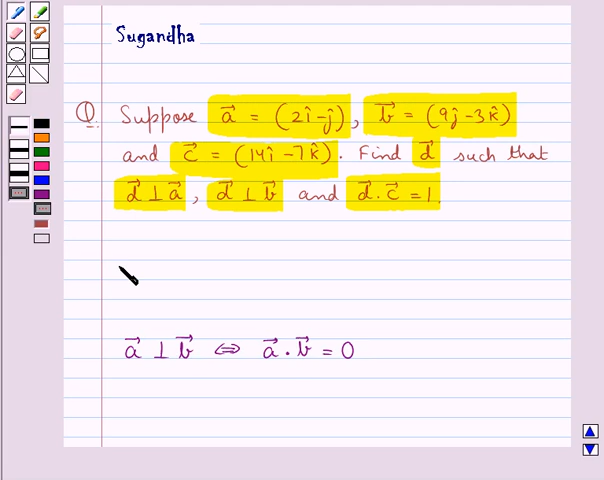 Sugandha
Q. Suppose a⃗ = (2î-ĵ), b⃗ = (9ĵ-3k̂)
and c⃗ = (14î-7k̂). Find d⃗ such that
d⃗ ⊥ a⃗, d⃗ ⊥ b⃗ and d⃗ . c⃗ = 1.
a⃗ ⊥ b⃗ ⇔ a⃗ . b⃗ = 0